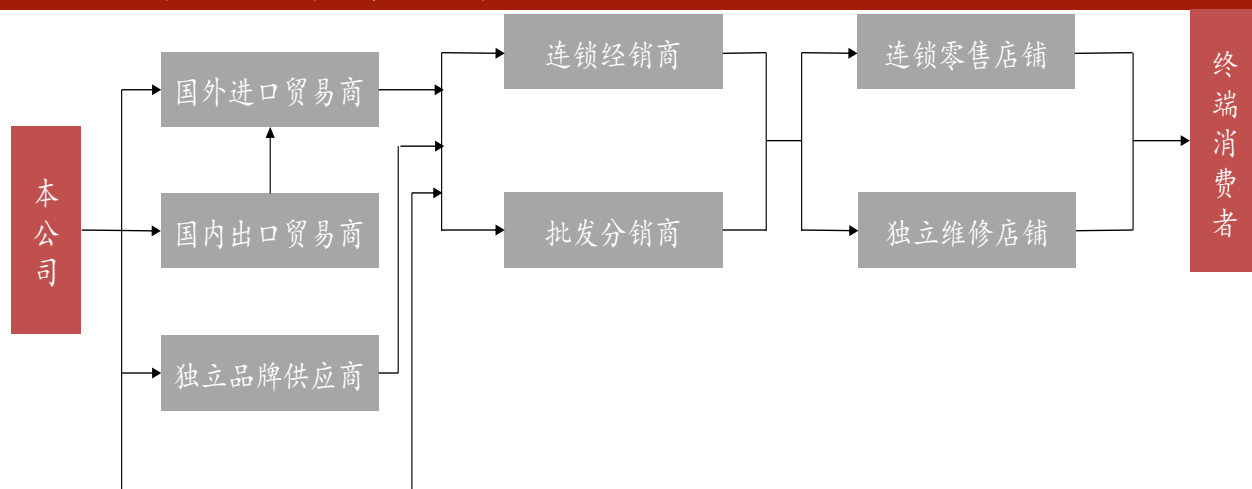 本公司
国外进口贸易商
国内出口贸易商
独立品牌供应商
连锁经销商
批发分销商
连锁零售店铺
独立维修店铺
终端消费者